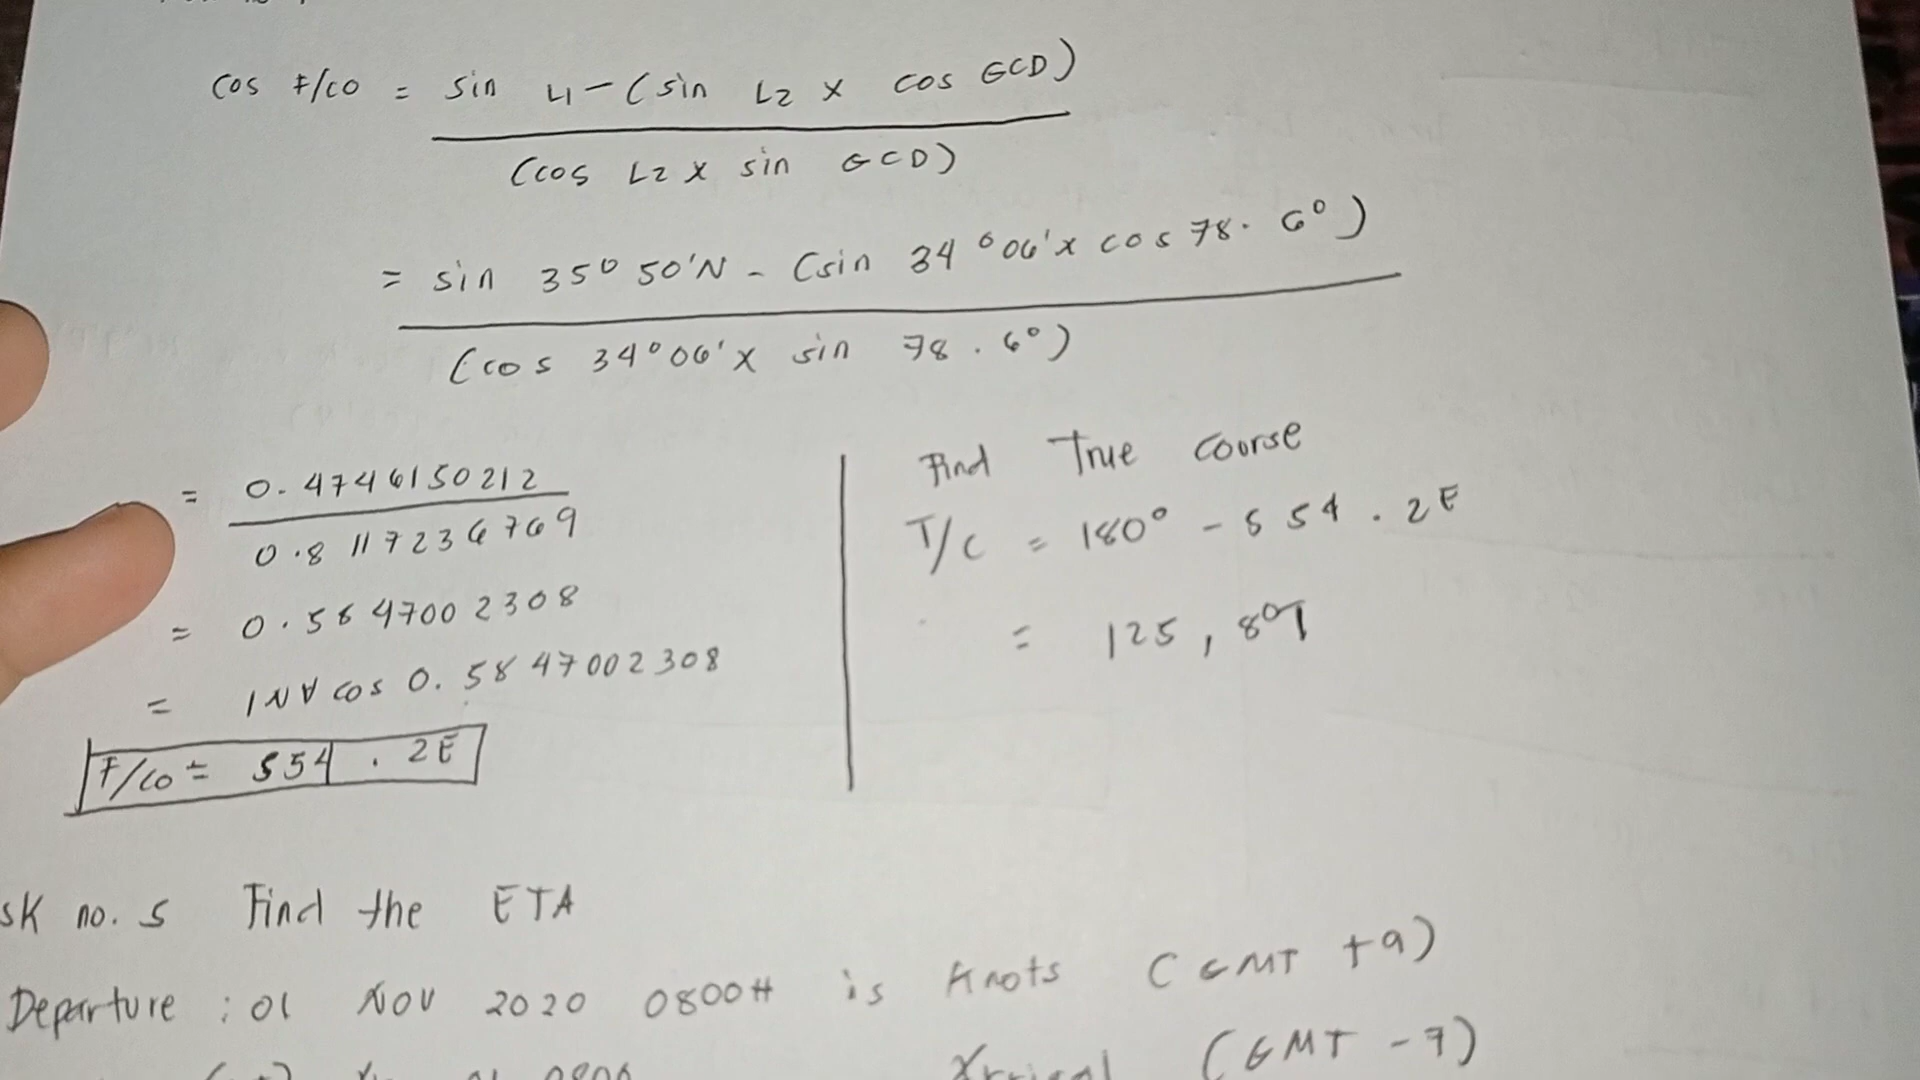 cos F/CO = sin L1 - (sin L2 x cos GCD)
(cos L2 x sin GCD)
= sin 35° 50'N - (sin 34° 06' x cos 78.6°)
(cos 34° 06' x sin 78.6°)
= 0.4746150212
0.8117236769
= 0.5847002308
= INV cos 0.5847002308
F/CO = S54.2E
Find True Course
T/C = 180° - S54.2E
= 125,8°T
sk no. 5 Find the ETA
Departure : 01 Nov 2020 0800H is knots (GMT +9)
(GMT -7)